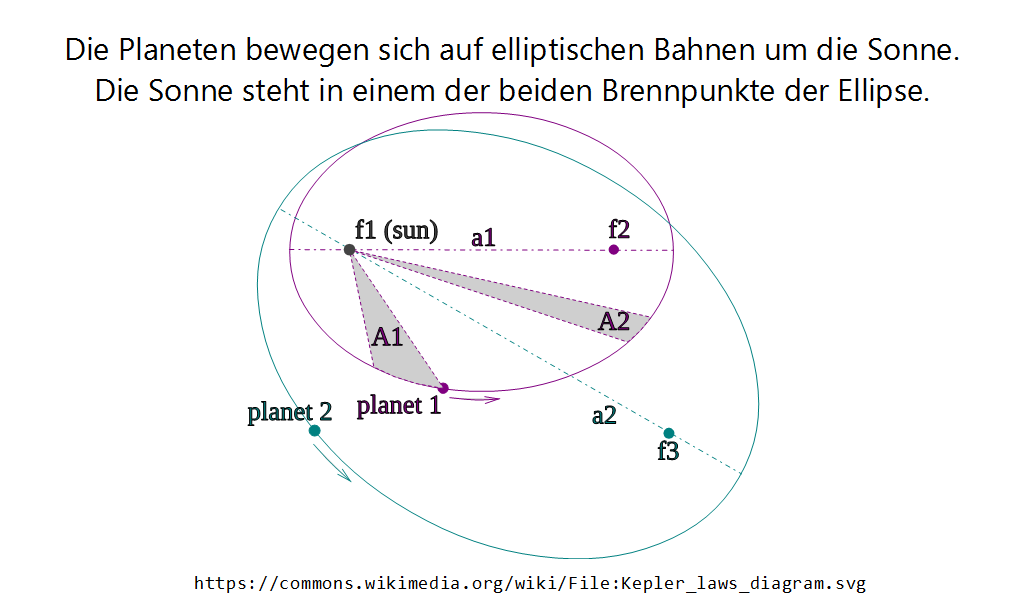 Die Planeten bewegen sich auf elliptischen Bahnen um die Sonne.
Die Sonne steht in einem der beiden Brennpunkte der Ellipse.
f1 (sun)
a1
f2
A2
A1
planet 1
planet 2
a2
f3
https://commons.wikimedia.org/wiki/File:Kepler_laws_diagram.svg